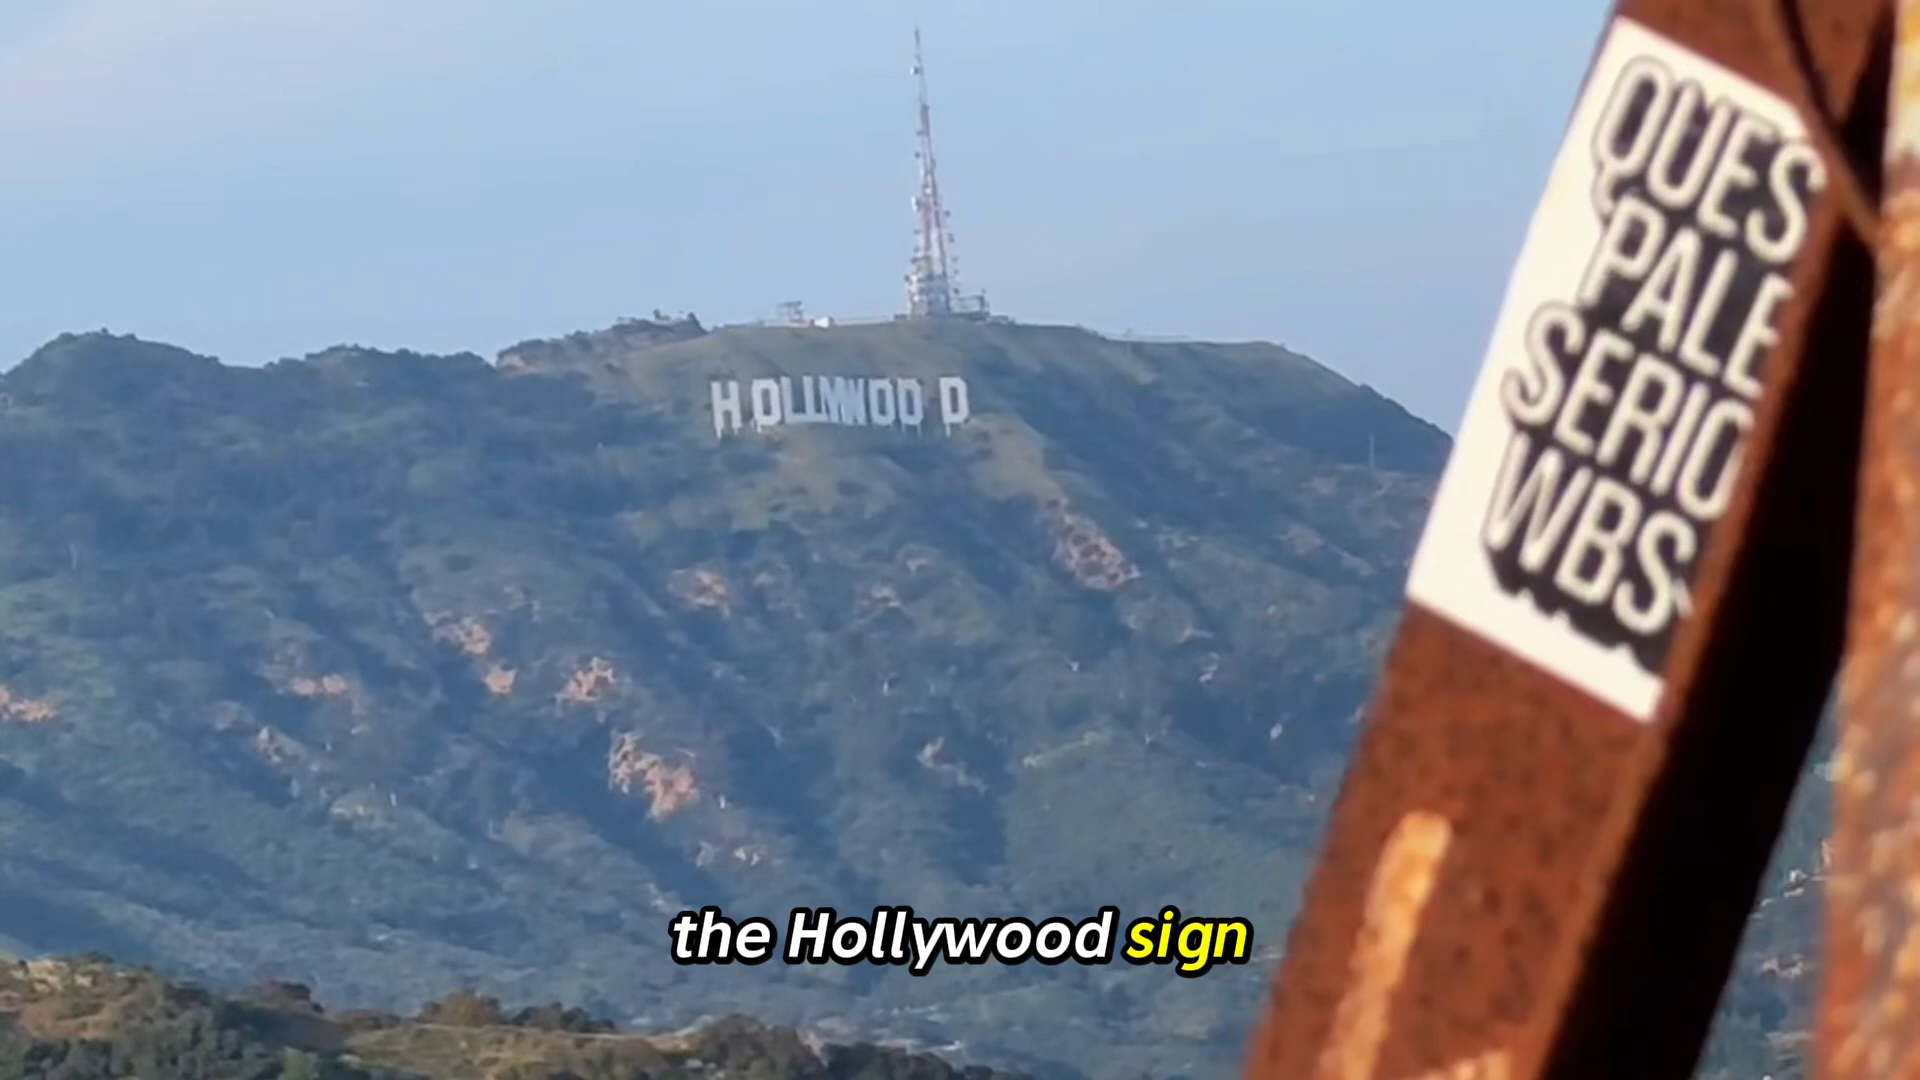 HOLLYWOOD
QUES
PALE
SERIO
WBS
the Hollywood sign